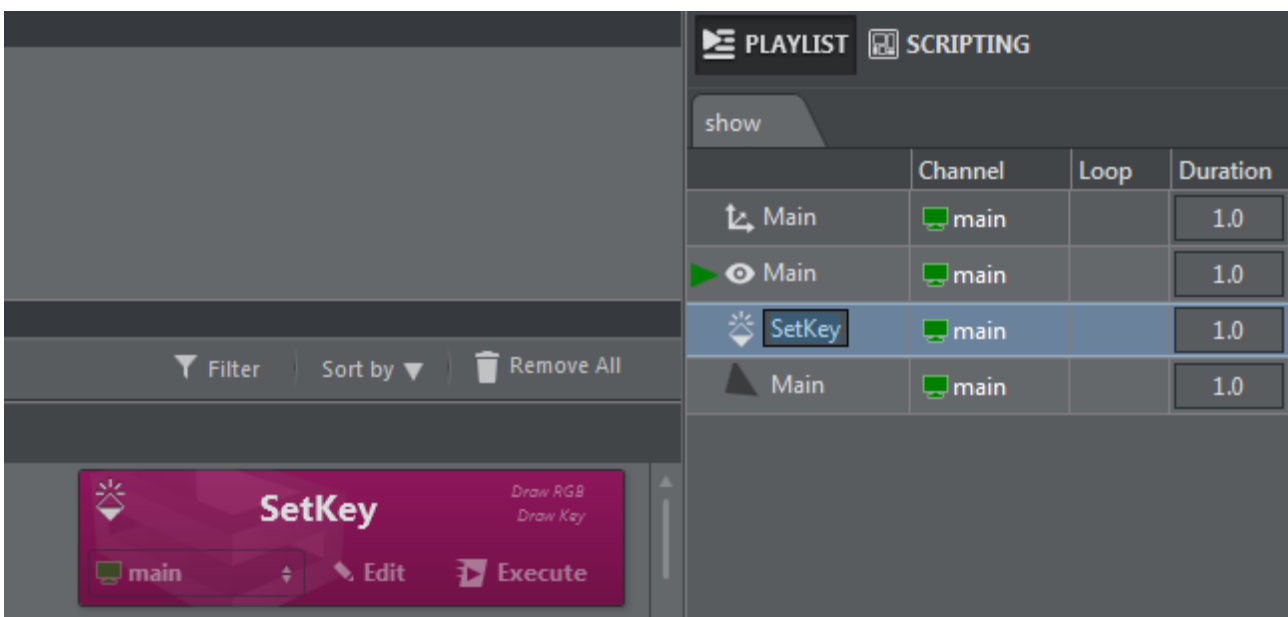 PLAYLIST SCRIPTING
show
Channel Loop Duration
Main main 1.0
Main main 1.0
SetKey main 1.0
Main main 1.0
Filter Sort by Remove All
SetKey
Draw RGB
Draw Key
main Edit Execute